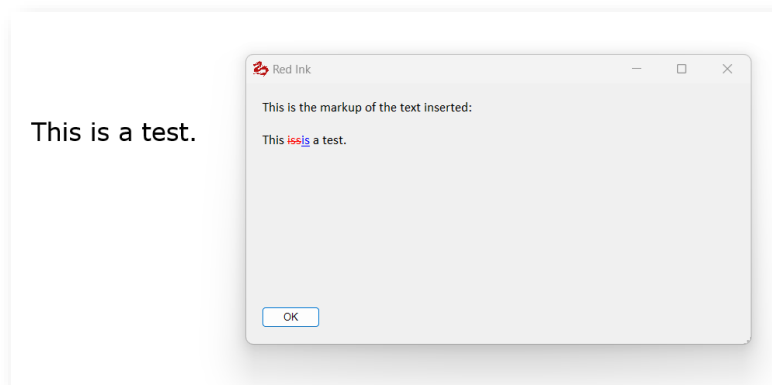 This is a test.
Red Ink
This is the markup of the text inserted:
This issis a test.
OK